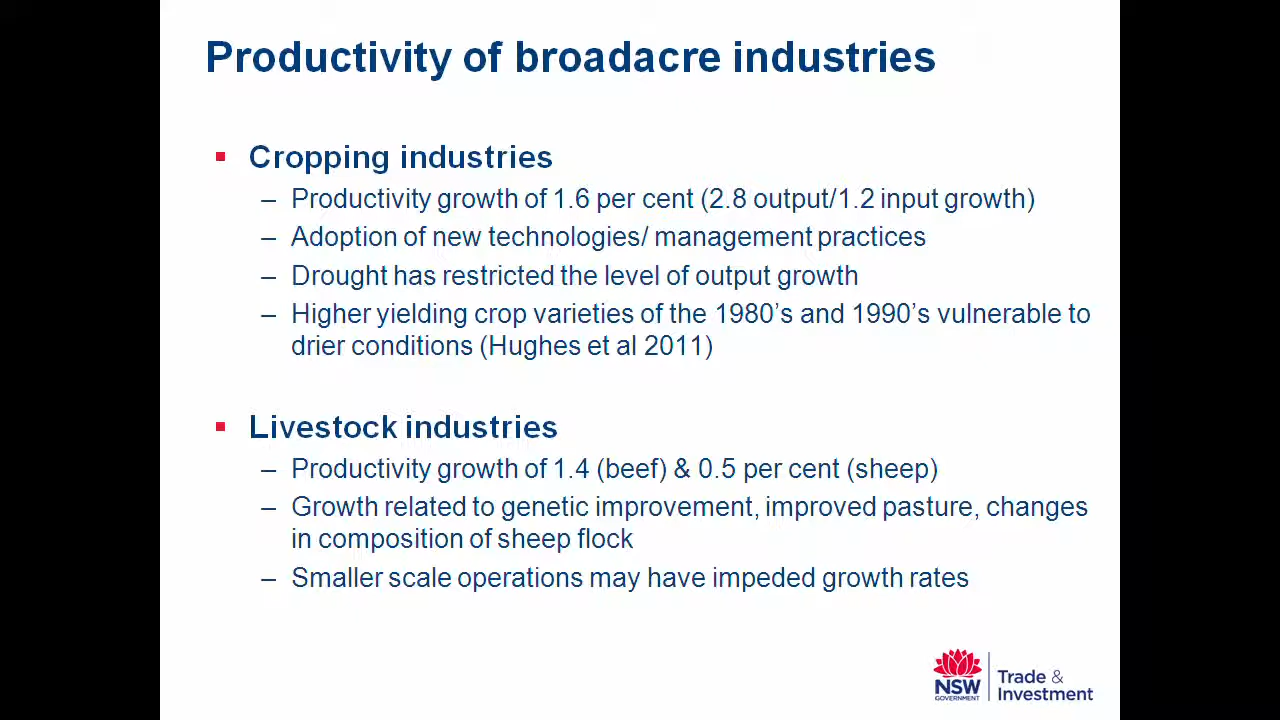 Productivity of broadacre industries
▪ Cropping industries
– Productivity growth of 1.6 per cent (2.8 output/1.2 input growth)
– Adoption of new technologies/ management practices
– Drought has restricted the level of output growth
– Higher yielding crop varieties of the 1980’s and 1990’s vulnerable to
drier conditions (Hughes et al 2011)
▪ Livestock industries
– Productivity growth of 1.4 (beef) & 0.5 per cent (sheep)
– Growth related to genetic improvement, improved pasture, changes
in composition of sheep flock
– Smaller scale operations may have impeded growth rates
NSW
GOVERNMENT
Trade &
Investment